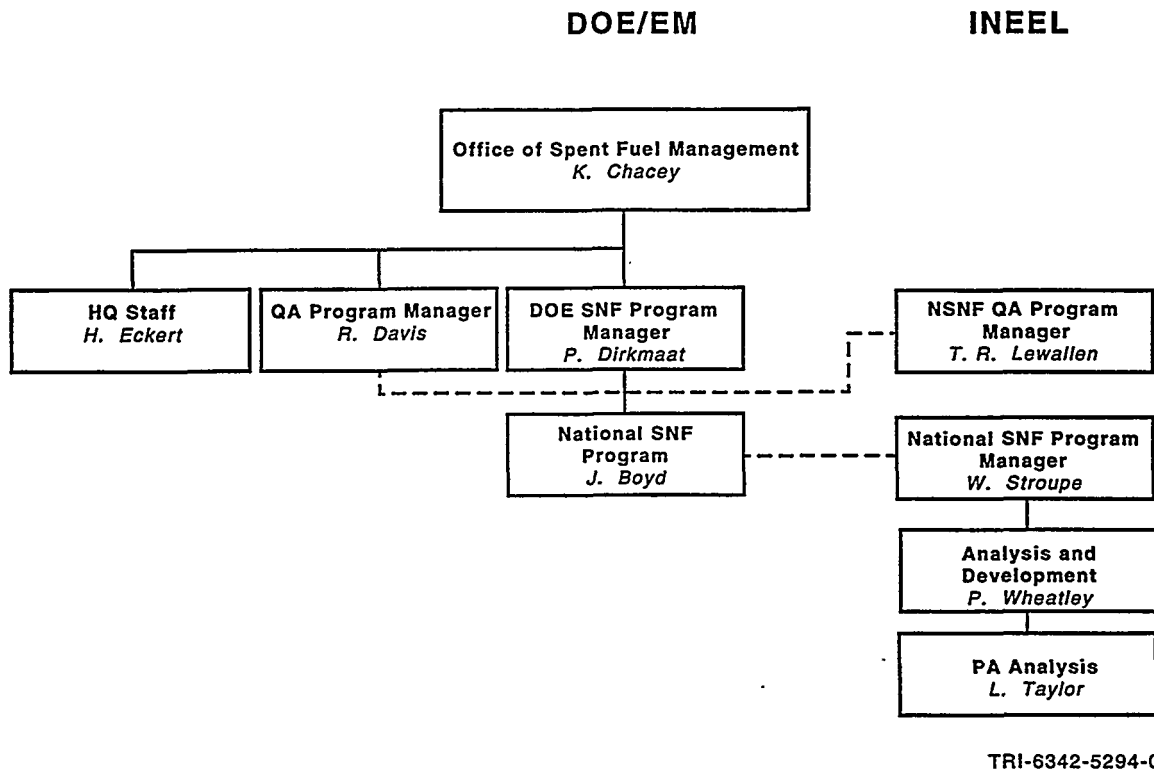 DOE/EM
INEEL
Office of Spent Fuel Management
K. Chacey
HQ Staff
H. Eckert
QA Program Manager
R. Davis
DOE SNF Program
Manager
P. Dirkmaat
NSNF QA Program
Manager
T. R. Lewallen
National SNF
Program
J. Boyd
National SNF Program
Manager
W. Stroupe
Analysis and
Development
P. Wheatley
PA Analysis
L. Taylor
TRI-6342-5294-0